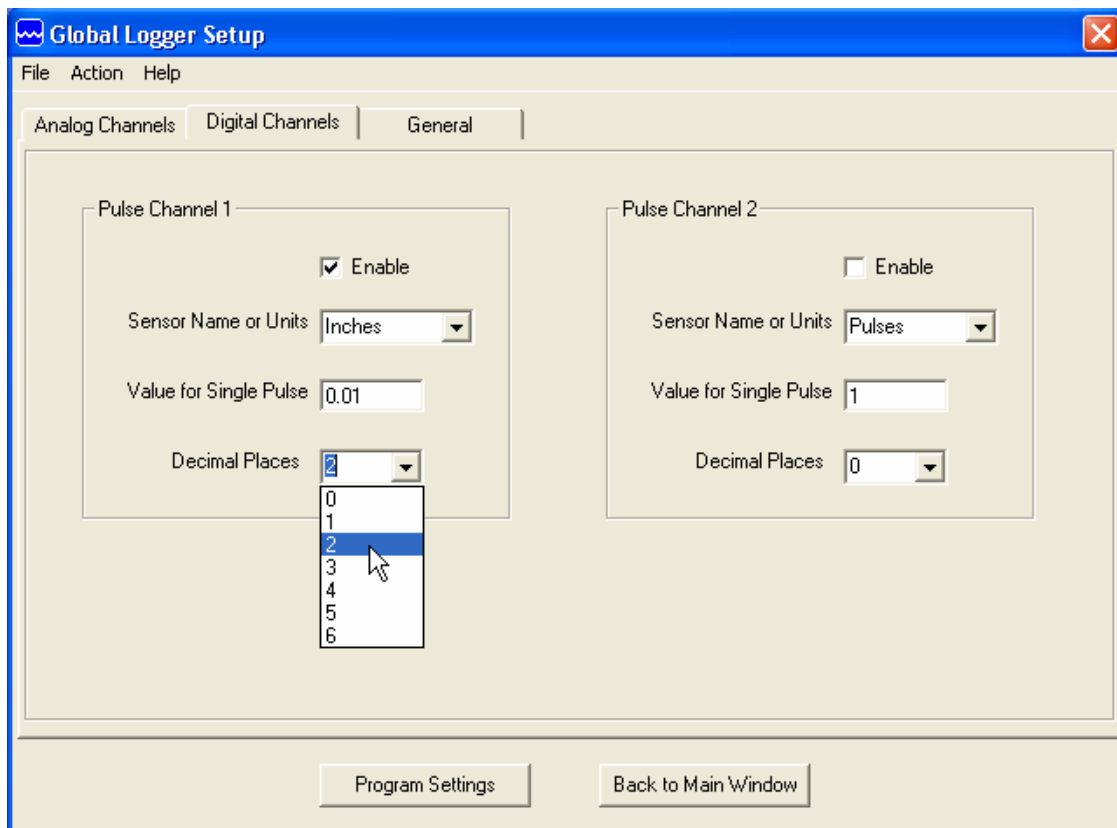 Global Logger Setup
File Action Help
Analog Channels Digital Channels General
Pulse Channel 1
Enable
Sensor Name or Units Inches
Value for Single Pulse 0.01
Decimal Places 2
0
1
2
3
4
5
6
Pulse Channel 2
Enable
Sensor Name or Units Pulses
Value for Single Pulse 1
Decimal Places 0
Program Settings Back to Main Window